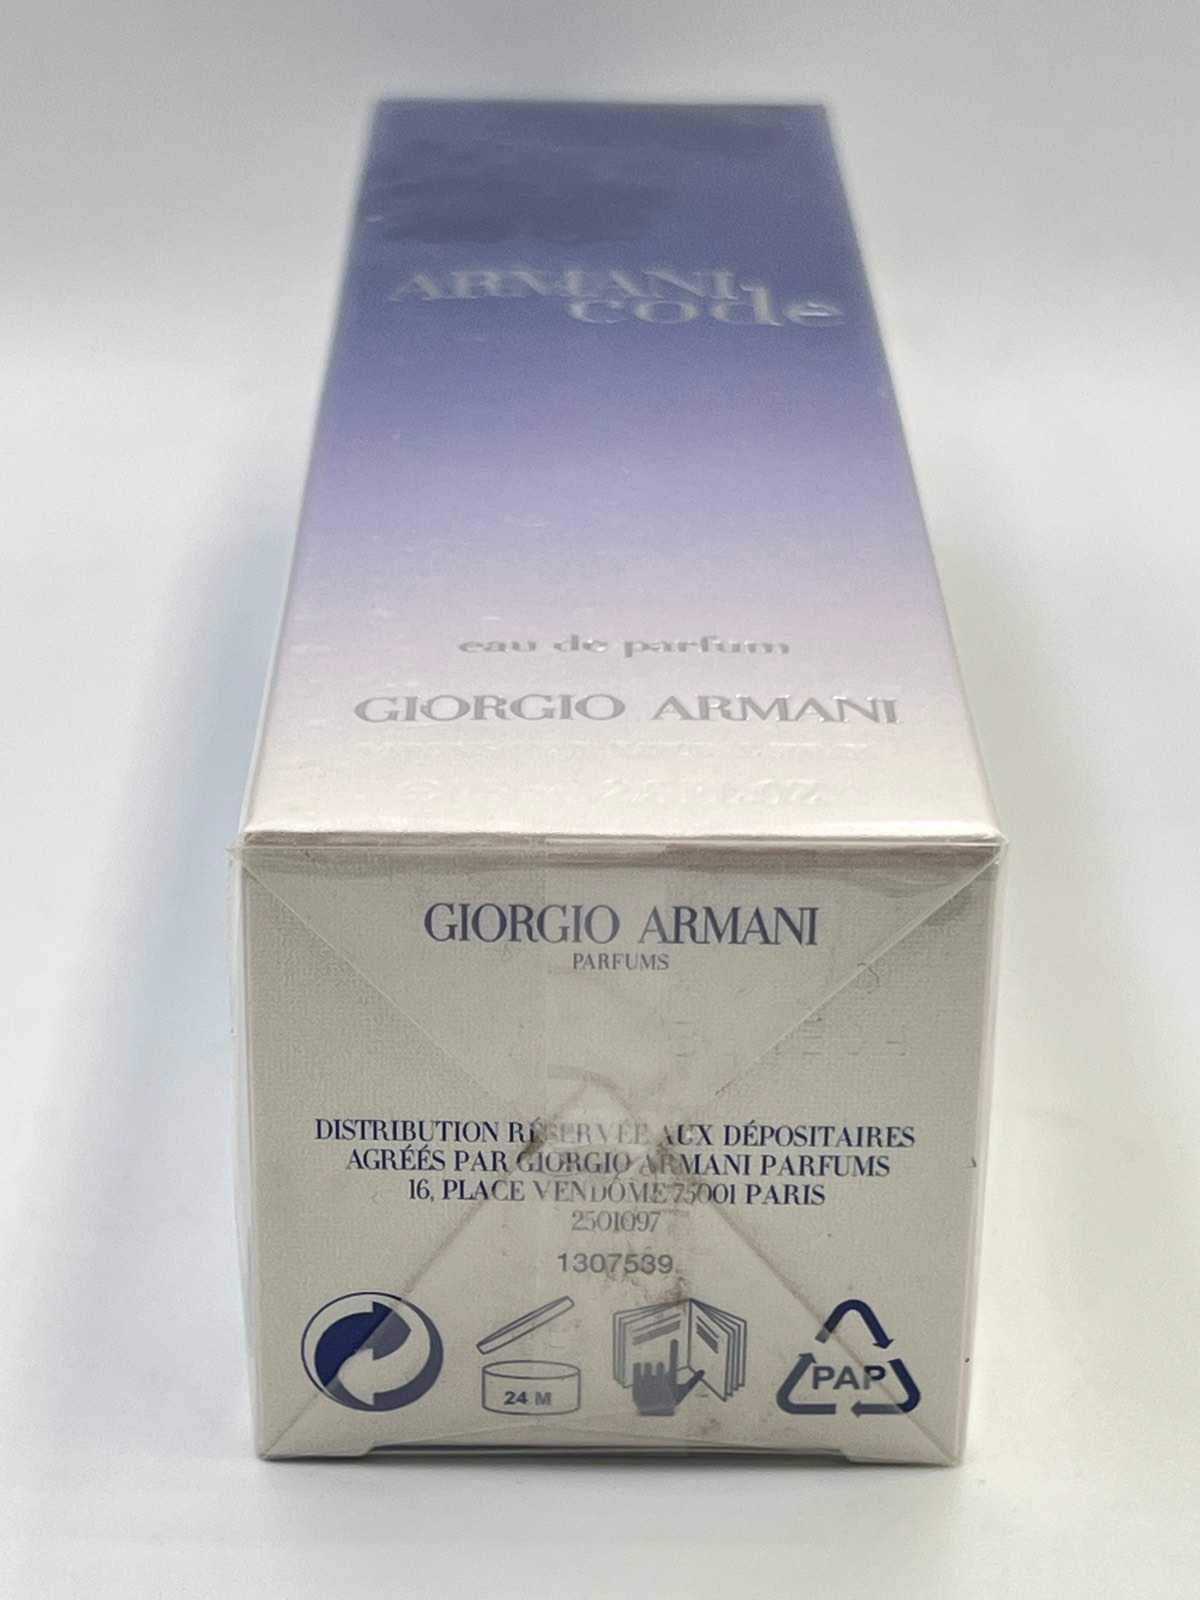 ARMANI
code
eau de parfum
GIORGIO ARMANI
GIORGIO ARMANI
PARFUMS
DISTRIBUTION RÉSERVÉE AUX DÉPOSITAIRES
AGRÉÉS PAR GIORGIO ARMANI PARFUMS
16, PLACE VENDÔME 75001 PARIS
2501097
1307539
24 M
PAP